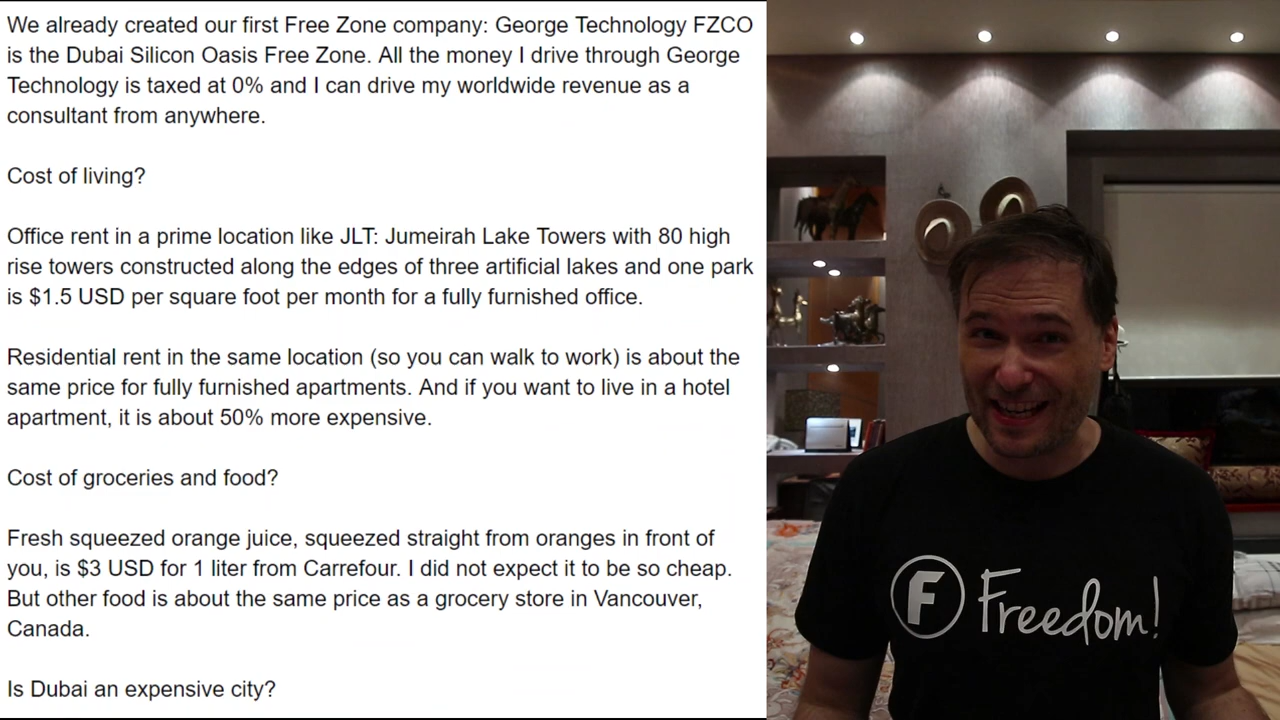 We already created our first Free Zone company: George Technology FZCO
is the Dubai Silicon Oasis Free Zone. All the money I drive through George
Technology is taxed at 0% and I can drive my worldwide revenue as a
consultant from anywhere.
Cost of living?
Office rent in a prime location like JLT: Jumeirah Lake Towers with 80 high
rise towers constructed along the edges of three artificial lakes and one park
is $1.5 USD per square foot per month for a fully furnished office.
Residential rent in the same location (so you can walk to work) is about the
same price for fully furnished apartments. And if you want to live in a hotel
apartment, it is about 50% more expensive.
Cost of groceries and food?
Fresh squeezed orange juice, squeezed straight from oranges in front of
you, is $3 USD for 1 liter from Carrefour. I did not expect it to be so cheap.
But other food is about the same price as a grocery store in Vancouver,
Canada.
Is Dubai an expensive city?
F Freedom!